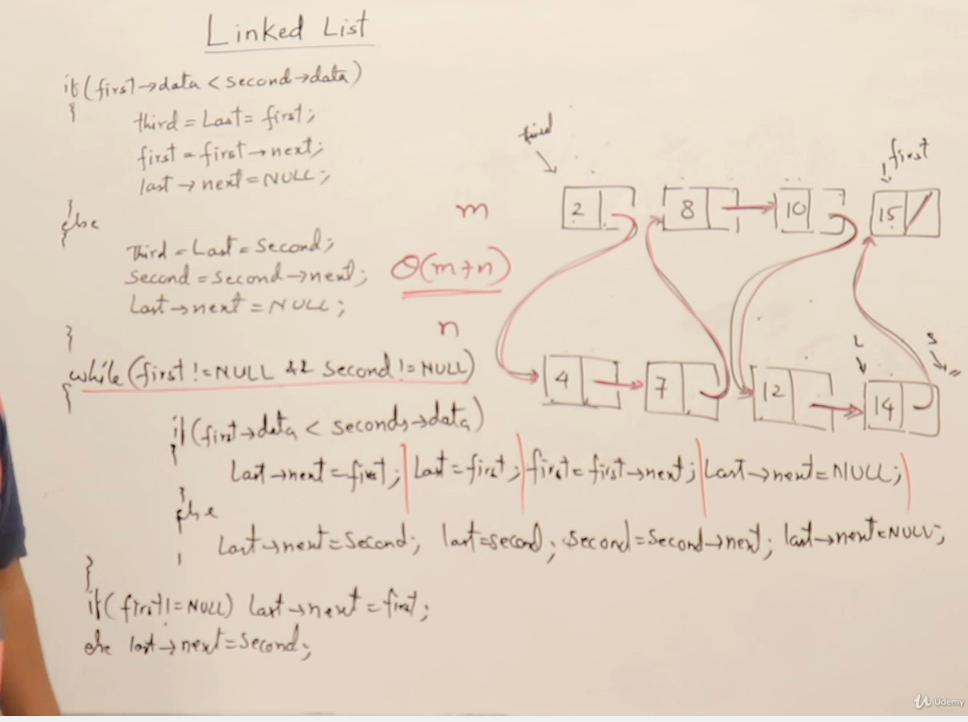 Linked List
if(first→data < second→data)
{
third = Last = first;
first = first→next;
last→next = NULL;
}
else
{
Third = Last = Second;
Second = Second→next;
Last→next = NULL;
}
while(first != NULL && Second != NULL)
{
if(first→data < seconds→data)
{
Last→next = first; Last = first; first = first→next; Last→next = NULL;
}
else
Last→next = Second; last = second; Second = Second→next; last→next = NULL;
}
if(first != NULL) last→next = first;
else last→next = Second;
m
O(m+n)
n
third
first
2 8 10 15
L S
4 7 12 14
Udemy